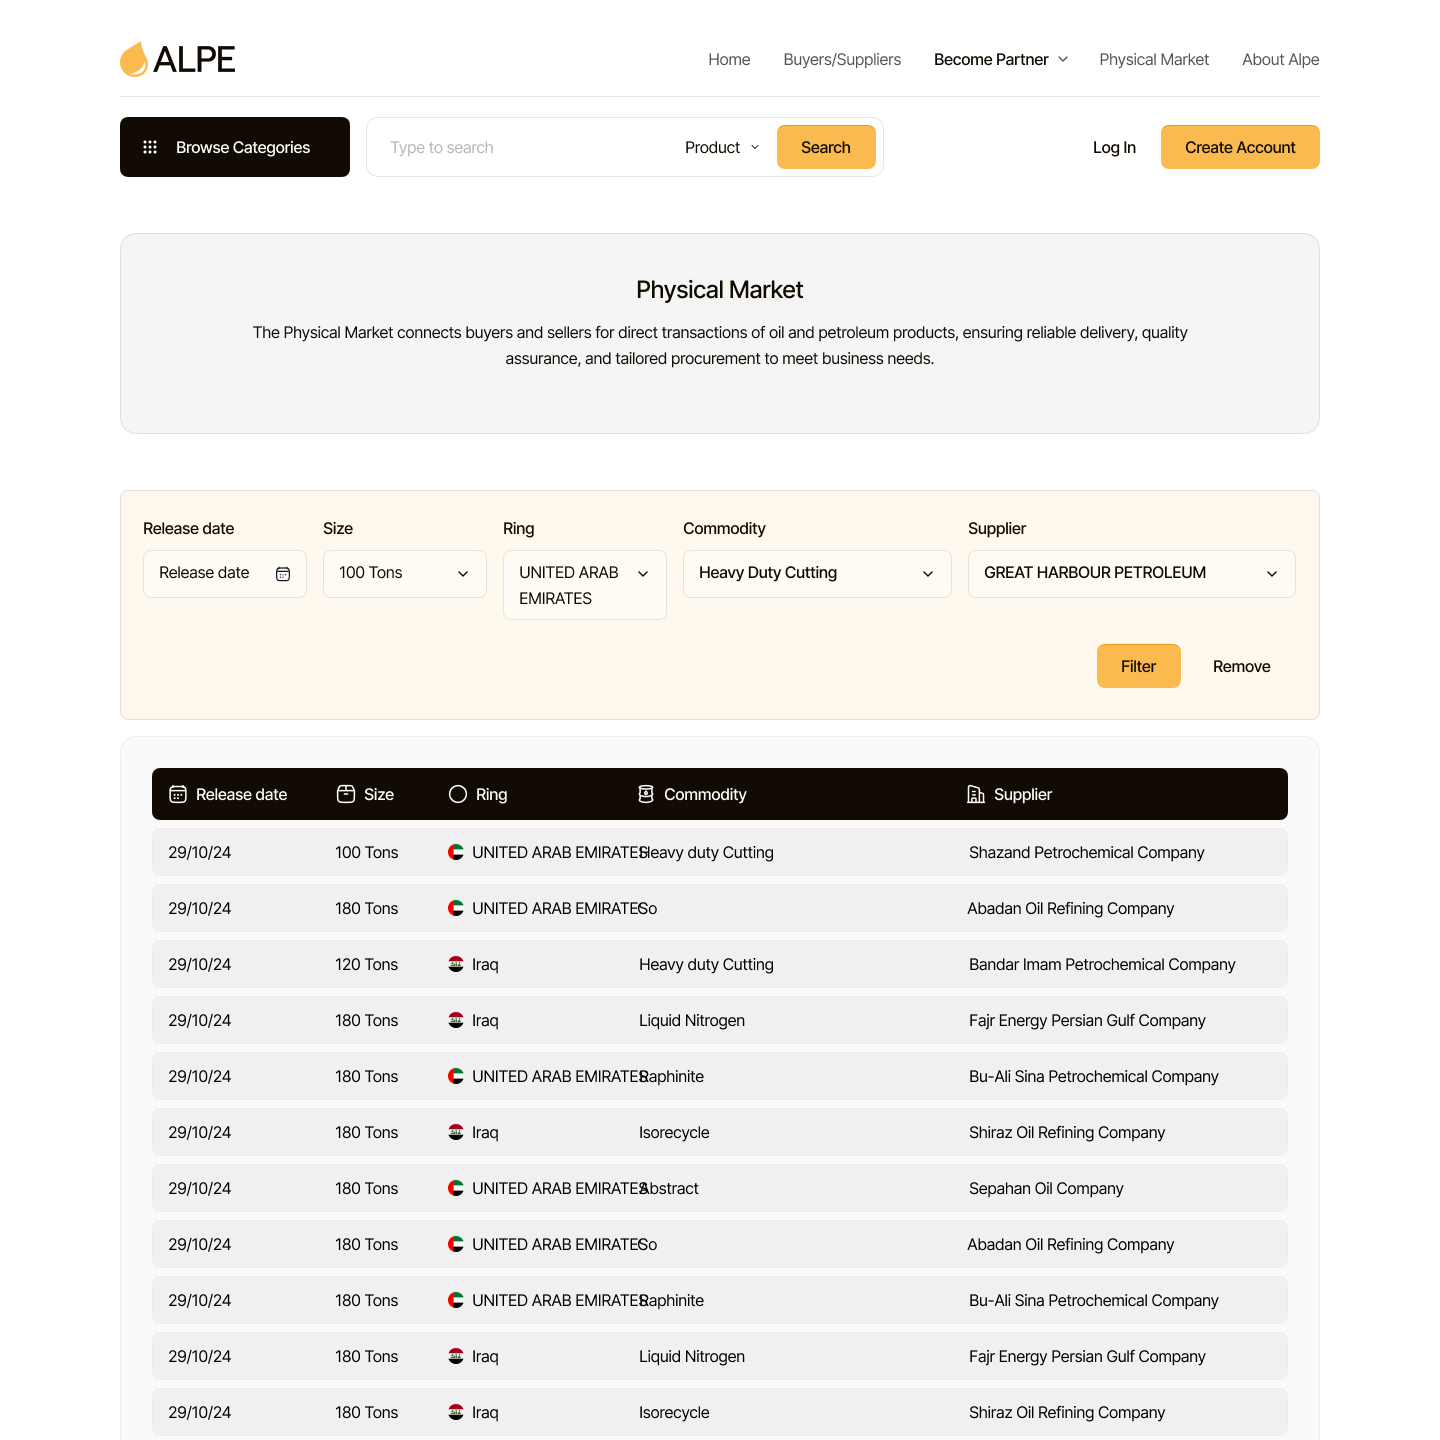 ALPE
Home Buyers/Suppliers Become Partner Physical Market About Alpe
Browse Categories Type to search Product Search Log In Create Account
Physical Market
The Physical Market connects buyers and sellers for direct transactions of oil and petroleum products, ensuring reliable delivery, quality
assurance, and tailored procurement to meet business needs.
Release date Size Ring Commodity Supplier
Release date 100 Tons UNITED ARAB Heavy Duty Cutting GREAT HARBOUR PETROLEUM
EMIRATES
Filter Remove
Release date Size Ring Commodity Supplier
29/10/24 100 Tons UNITED ARAB EMIRATES Heavy duty Cutting Shazand Petrochemical Company
29/10/24 180 Tons UNITED ARAB EMIRATES So Abadan Oil Refining Company
29/10/24 120 Tons Iraq Heavy duty Cutting Bandar Imam Petrochemical Company
29/10/24 180 Tons Iraq Liquid Nitrogen Fajr Energy Persian Gulf Company
29/10/24 180 Tons UNITED ARAB EMIRATES Raphinite Bu-Ali Sina Petrochemical Company
29/10/24 180 Tons Iraq Isorecycle Shiraz Oil Refining Company
29/10/24 180 Tons UNITED ARAB EMIRATES Abstract Sepahan Oil Company
29/10/24 180 Tons UNITED ARAB EMIRATES So Abadan Oil Refining Company
29/10/24 180 Tons UNITED ARAB EMIRATES Raphinite Bu-Ali Sina Petrochemical Company
29/10/24 180 Tons Iraq Liquid Nitrogen Fajr Energy Persian Gulf Company
29/10/24 180 Tons Iraq Isorecycle Shiraz Oil Refining Company